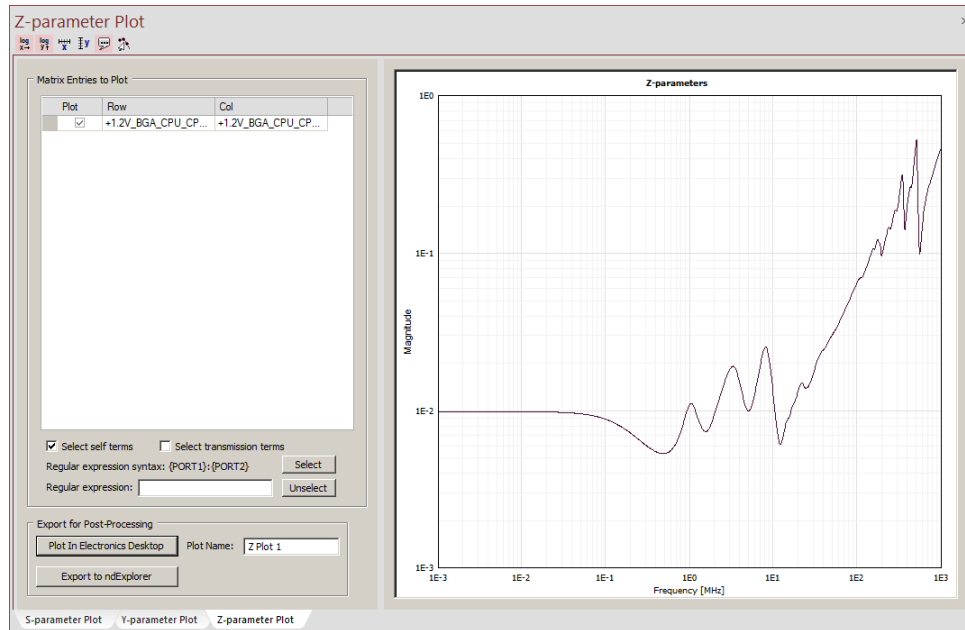 Z-parameter Plot
log
x→
log
y↑
x
y
Matrix Entries to Plot
Plot Row Col
+1.2V_BGA_CPU_CP... +1.2V_BGA_CPU_CP...
Select self terms Select transmission terms
Regular expression syntax: {PORT1}:{PORT2} Select
Regular expression: Unselect
Export for Post-Processing
Plot In Electronics Desktop Plot Name: Z Plot 1
Export to ndExplorer
Z-parameters
1E0
1E-1
1E-2
1E-3
Magnitude
1E-3 1E-2 1E-1 1E0 1E1 1E2 1E3
Frequency [MHz]
S-parameter Plot Y-parameter Plot Z-parameter Plot